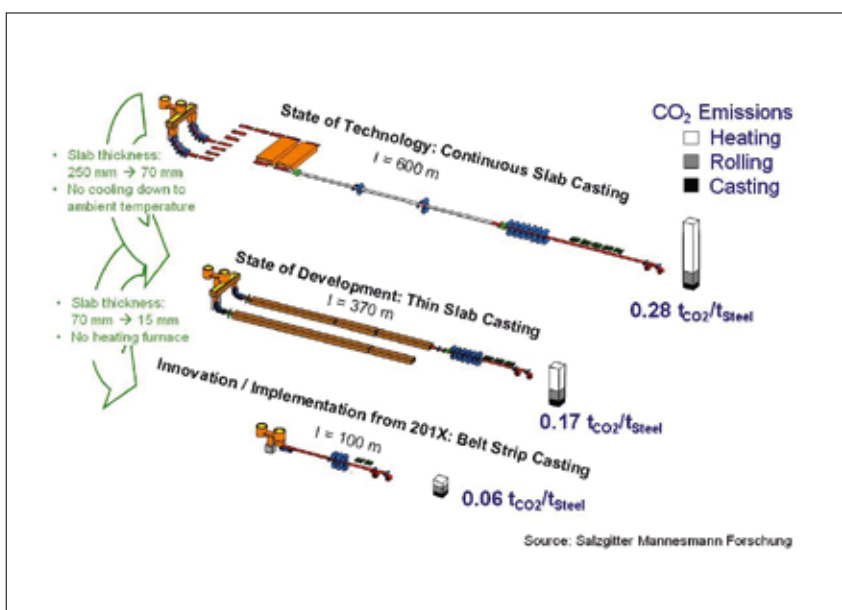 CO₂ Emissions
Heating
Rolling
Casting
State of Technology: Continuous Slab Casting
l = 600 m
• Slab thickness:
250 mm → 70 mm
• No cooling down to
ambient temperature
0.28 tCO2/tSteel
State of Development: Thin Slab Casting
l = 370 m
• Slab thickness:
70 mm → 15 mm
• No heating furnace
0.17 tCO2/tSteel
Innovation / Implementation from 201X: Belt Strip Casting
l = 100 m
0.06 tCO2/tSteel
Source: Salzgitter Mannesmann Forschung